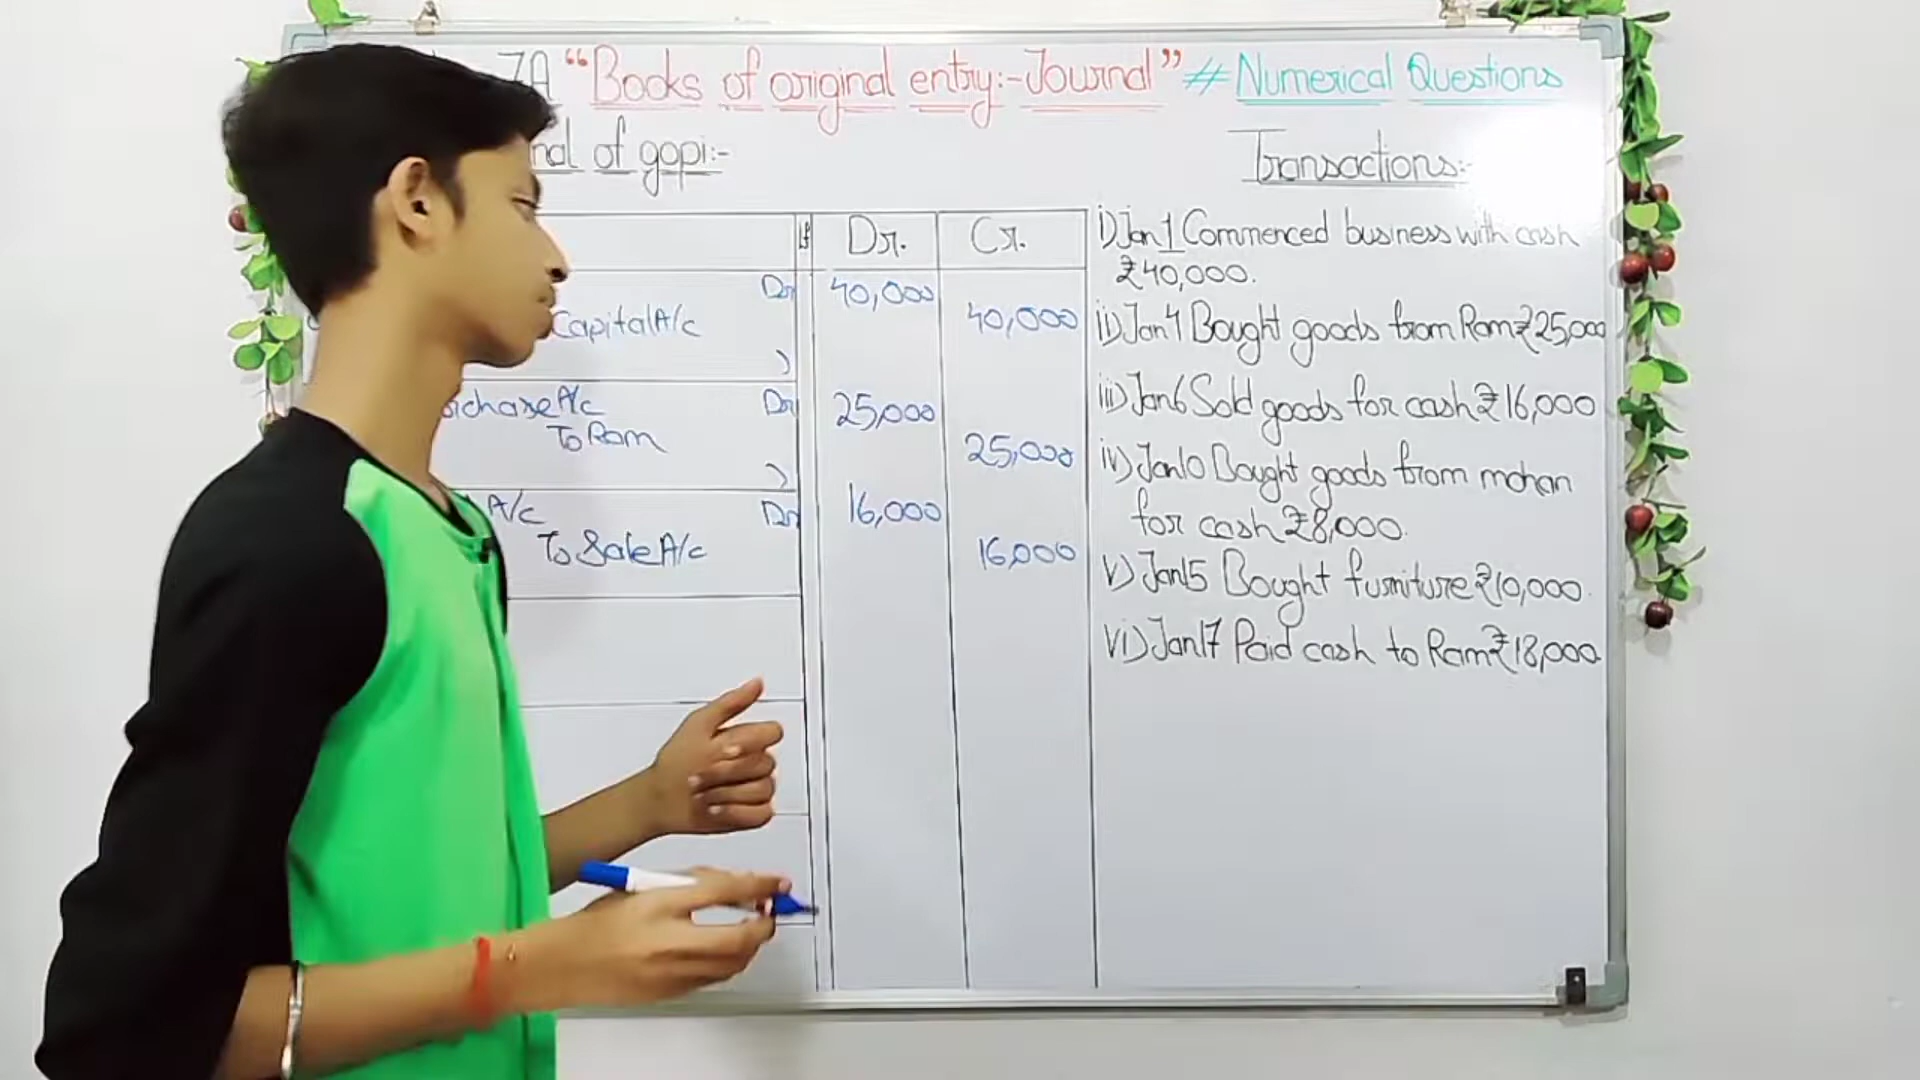 7A “Books of original entry:-Journal” # Numerical Questions
nal of gopi:-
Transactions:-
lf Dr. Cr.
Dr 40,000
Capital A/c 40,000
)
rchase A/c Dr 25,000
To Ram 25,000
)
A/c Dr 16,000
To Sale A/c 16,000
i) Jan 1 Commenced business with cash
₹40,000.
ii) Jan 4 Bought goods from Ram ₹25,000
iii) Jan 6 Sold goods for cash ₹16,000
iv) Jan 10 Bought goods from mohan
for cash ₹8,000.
v) Jan 15 Bought furniture ₹10,000.
vi) Jan 17 Paid cash to Ram ₹18,000